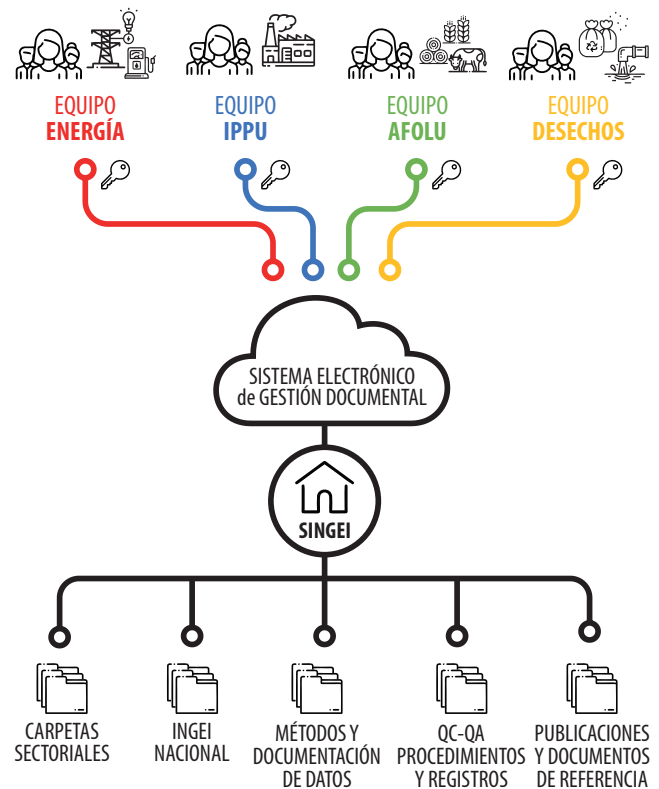 EQUIPO
ENERGÍA
EQUIPO
IPPU
EQUIPO
AFOLU
EQUIPO
DESECHOS
SISTEMA ELECTRÓNICO
de GESTIÓN DOCUMENTAL
SINGEI
CARPETAS
SECTORIALES
INGEI
NACIONAL
MÉTODOS Y
DOCUMENTACIÓN
DE DATOS
QC-QA
PROCEDIMIENTOS
Y REGISTROS
PUBLICACIONES
Y DOCUMENTOS
DE REFERENCIA